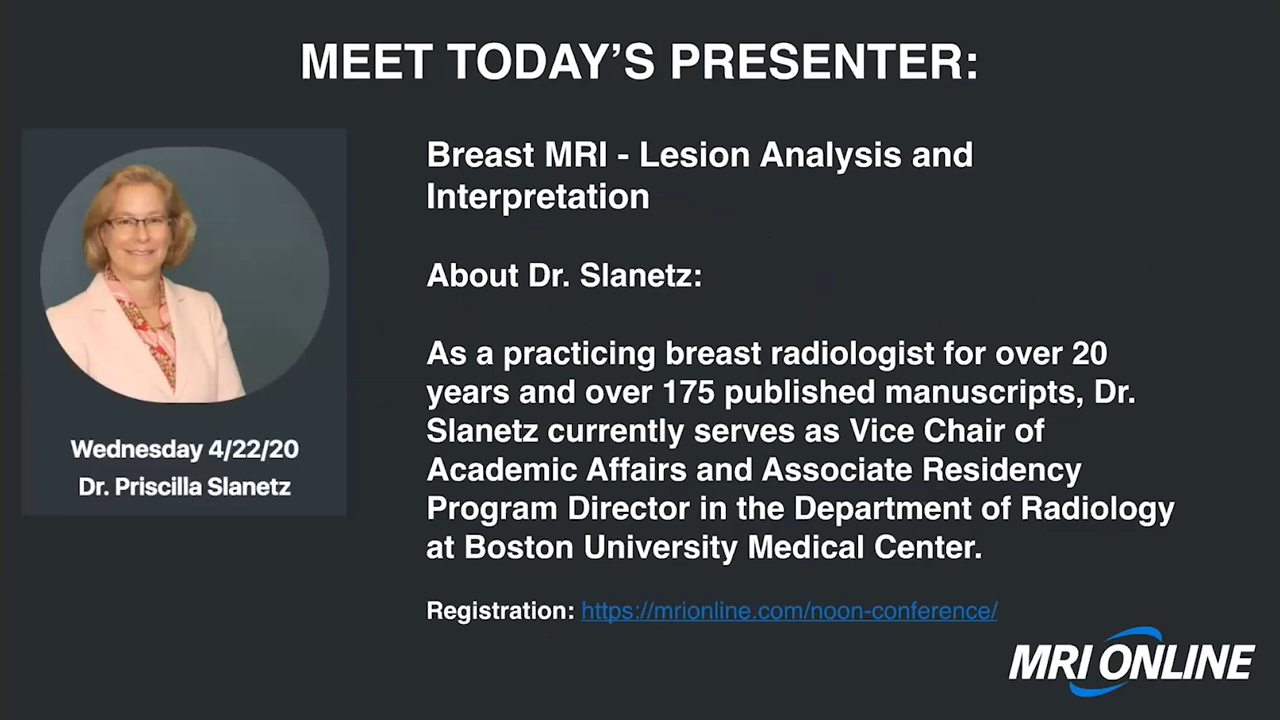 MEET TODAY'S PRESENTER:
Breast MRI - Lesion Analysis and
Interpretation
About Dr. Slanetz:
As a practicing breast radiologist for over 20
years and over 175 published manuscripts, Dr.
Slanetz currently serves as Vice Chair of
Academic Affairs and Associate Residency
Program Director in the Department of Radiology
at Boston University Medical Center.
Wednesday 4/22/20
Dr. Priscilla Slanetz
Registration: https://mrionline.com/noon-conference/
MRI ONLINE